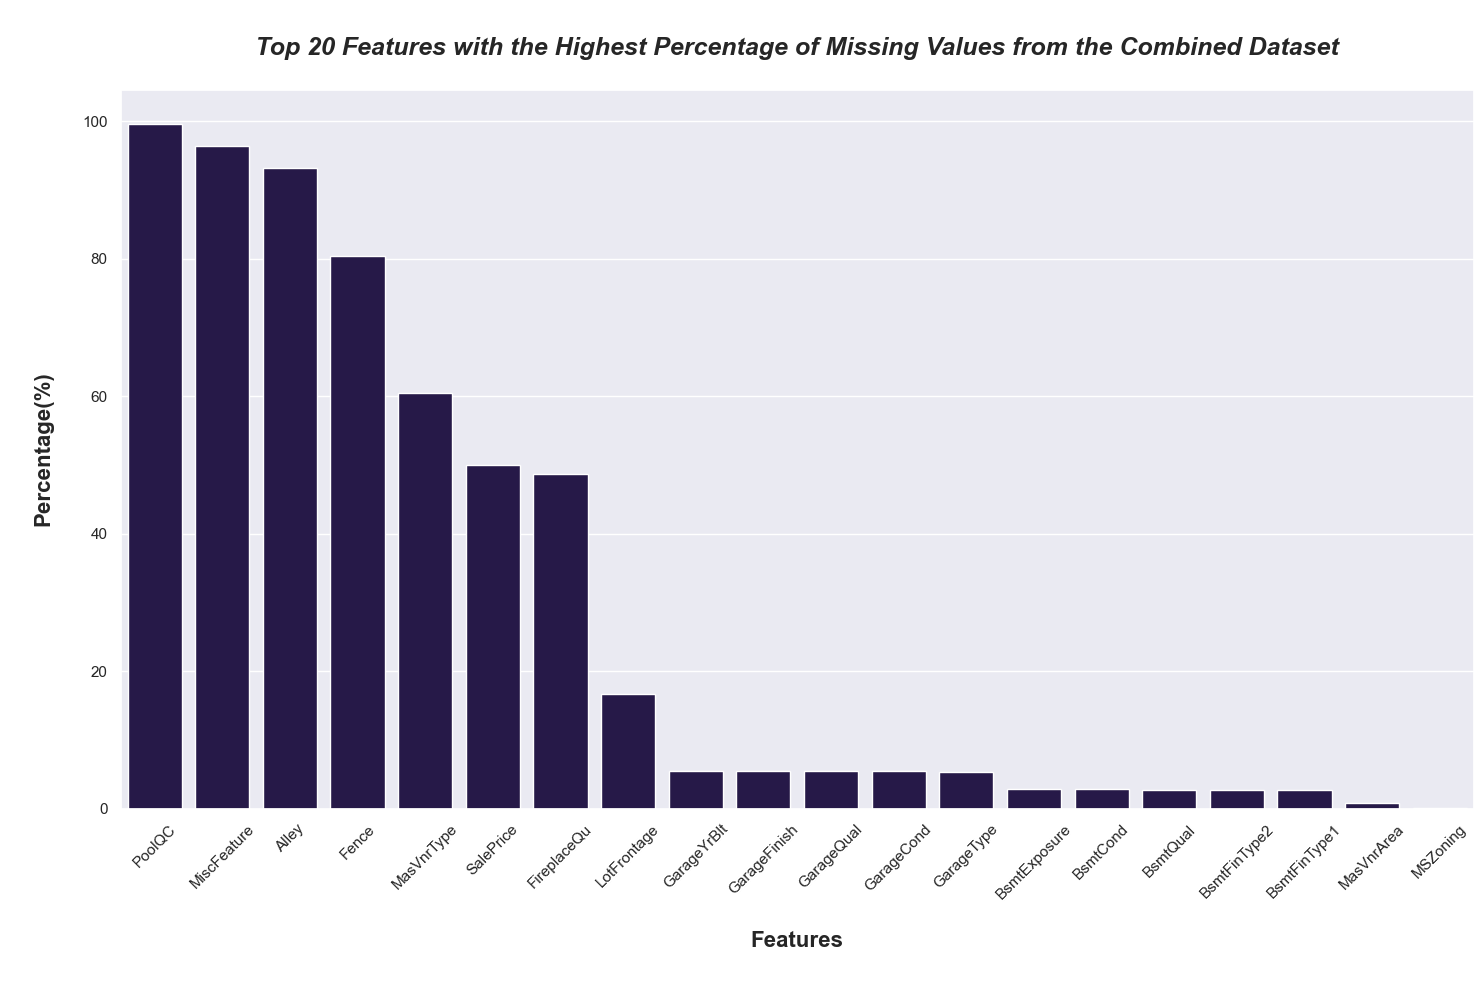 Top 20 Features with the Highest Percentage of Missing Values from the Combined Dataset
Percentage(%)
100
80
60
40
20
0
PoolQC
MiscFeature
Alley
Fence
MasVnrType
SalePrice
FireplaceQu
LotFrontage
GarageYrBlt
GarageFinish
GarageQual
GarageCond
GarageType
BsmtExposure
BsmtCond
BsmtQual
BsmtFinType2
BsmtFinType1
MasVnrArea
MSZoning
Features